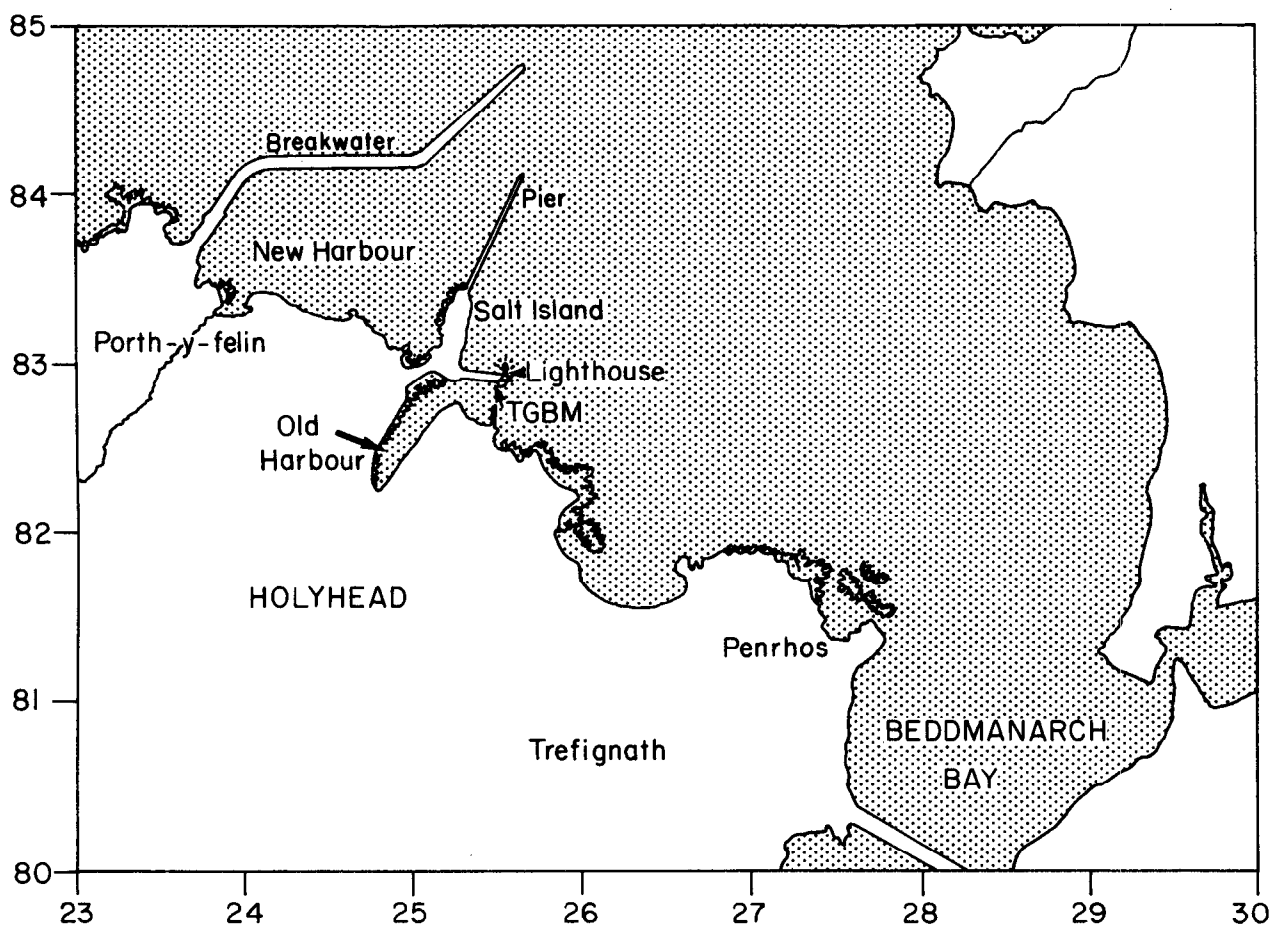 85
84
83
82
81
80
Breakwater
Pier
New Harbour
Salt Island
Porth-y-felin
Lighthouse
TGBM
Old
Harbour
HOLYHEAD
Penrhos
BEDDMANARCH
BAY
Trefignath
23 24 25 26 27 28 29 30